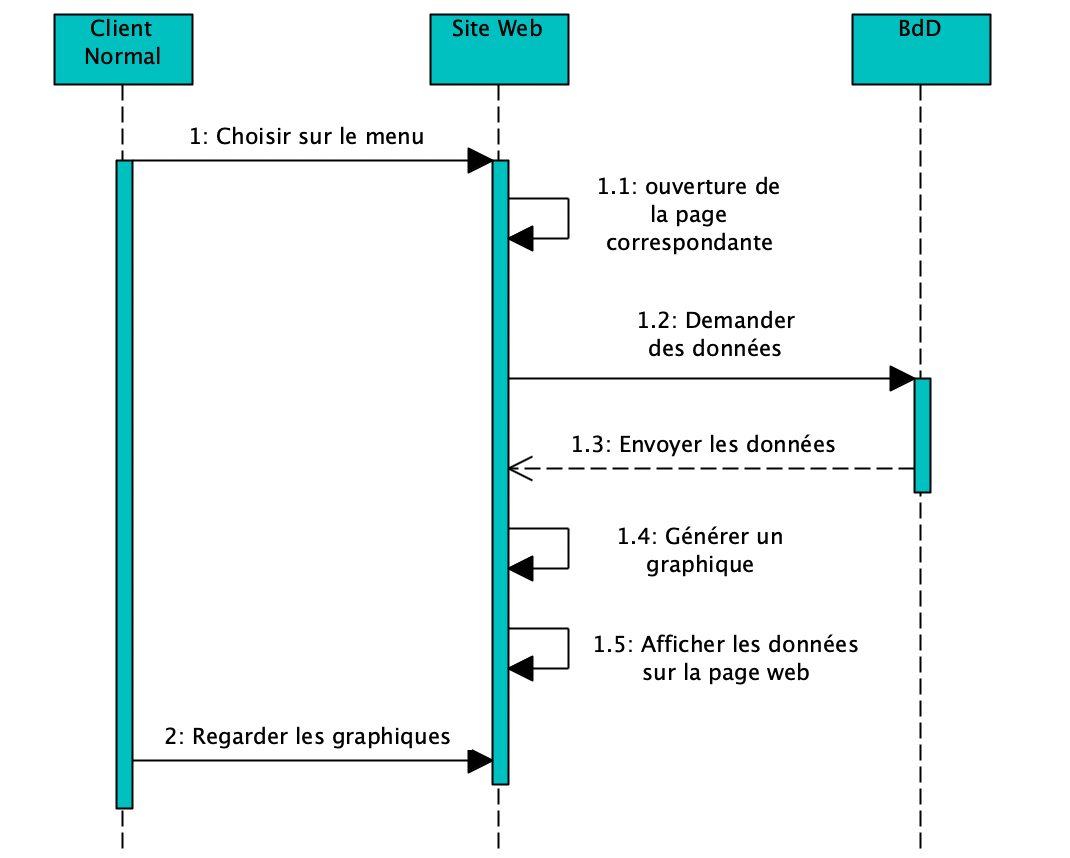 Client
Normal
Site Web
BdD
1: Choisir sur le menu
1.1: ouverture de
la page
correspondante
1.2: Demander
des données
1.3: Envoyer les données
1.4: Générer un
graphique
1.5: Afficher les données
sur la page web
2: Regarder les graphiques